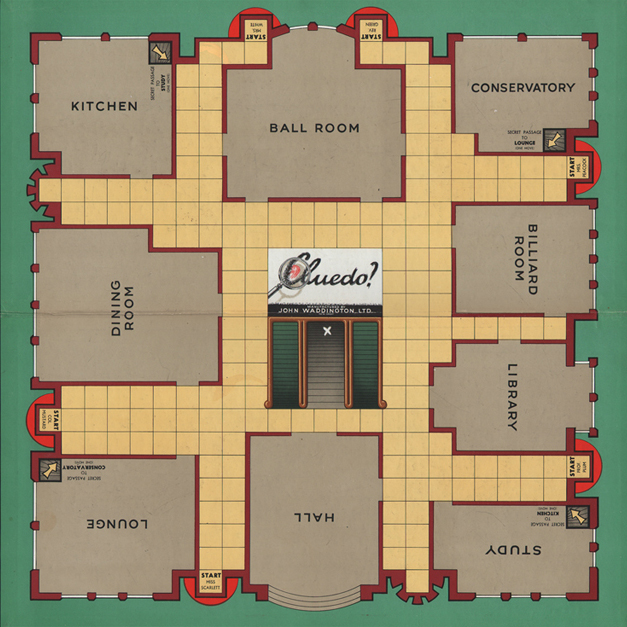 START
MRS.
WHITE
START
REV.
GREEN
KITCHEN
SECRET PASSAGE
TO
STUDY
(ONE MOVE)
BALL ROOM
CONSERVATORY
SECRET PASSAGE
TO
LOUNGE
(ONE MOVE)
START
MRS.
PEACOCK
BILLIARD
ROOM
Cluedo?
MANUFACTURED BY
JOHN WADDINGTON, LTD.
X
DINING
ROOM
LIBRARY
START
COL.
MUSTARD
START
PROF.
PLUM
SECRET PASSAGE
TO
CONSERVATORY
(ONE MOVE)
LOUNGE
HALL
SECRET PASSAGE
TO
KITCHEN
(ONE MOVE)
STUDY
START
MISS
SCARLETT